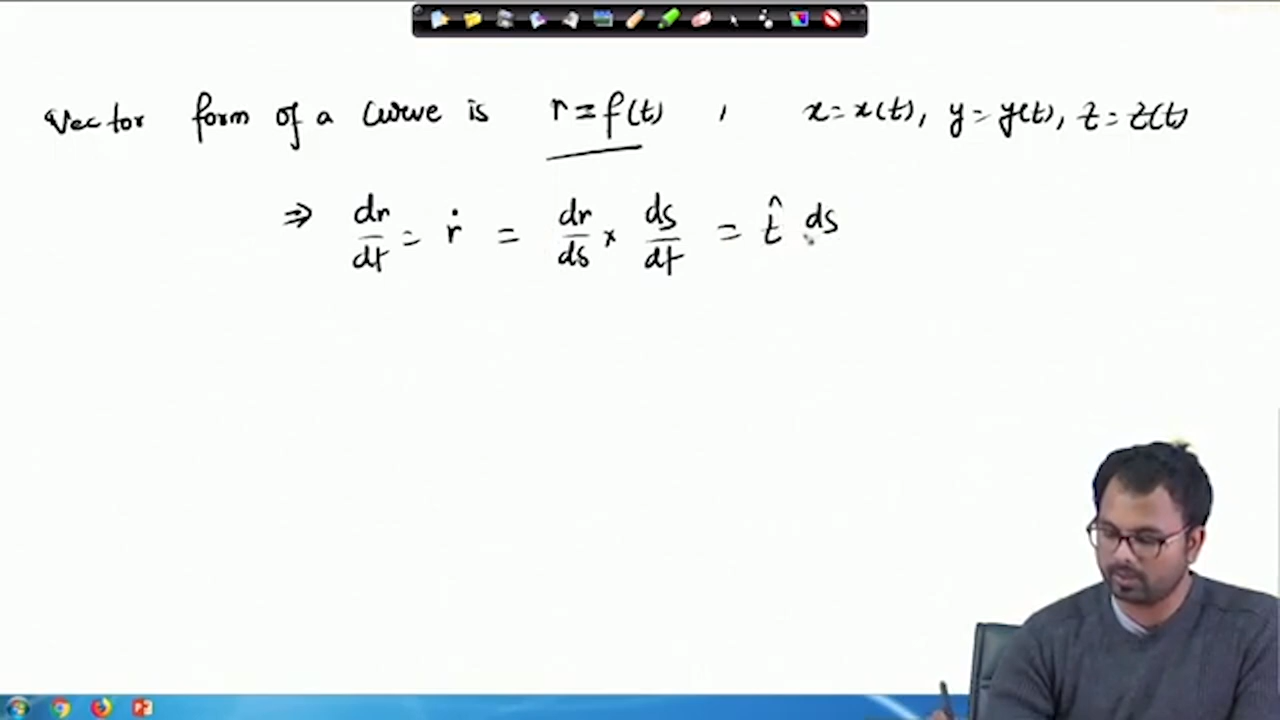 Vector form of a curve is r = f(t) , x = x(t), y = y(t), z = z(t)
⇒ dr/dt = ṙ = dr/ds × ds/dt = t̂ ds